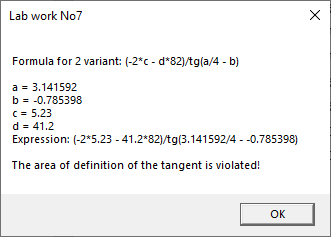 Lab work No7
Formula for 2 variant: (-2*c - d*82)/tg(a/4 - b)
a = 3.141592
b = -0.785398
c = 5.23
d = 41.2
Expression: (-2*5.23 - 41.2*82)/tg(3.141592/4 - -0.785398)
The area of definition of the tangent is violated!
OK